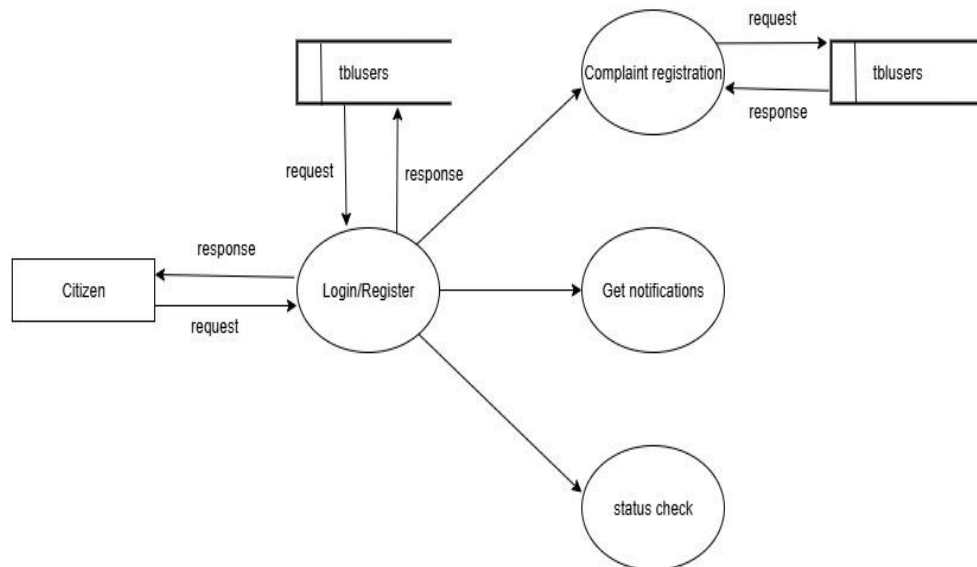 request
Complaint registration
tblusers
response
tblusers
request
response
response
Citizen
request
Login/Register
Get notifications
status check